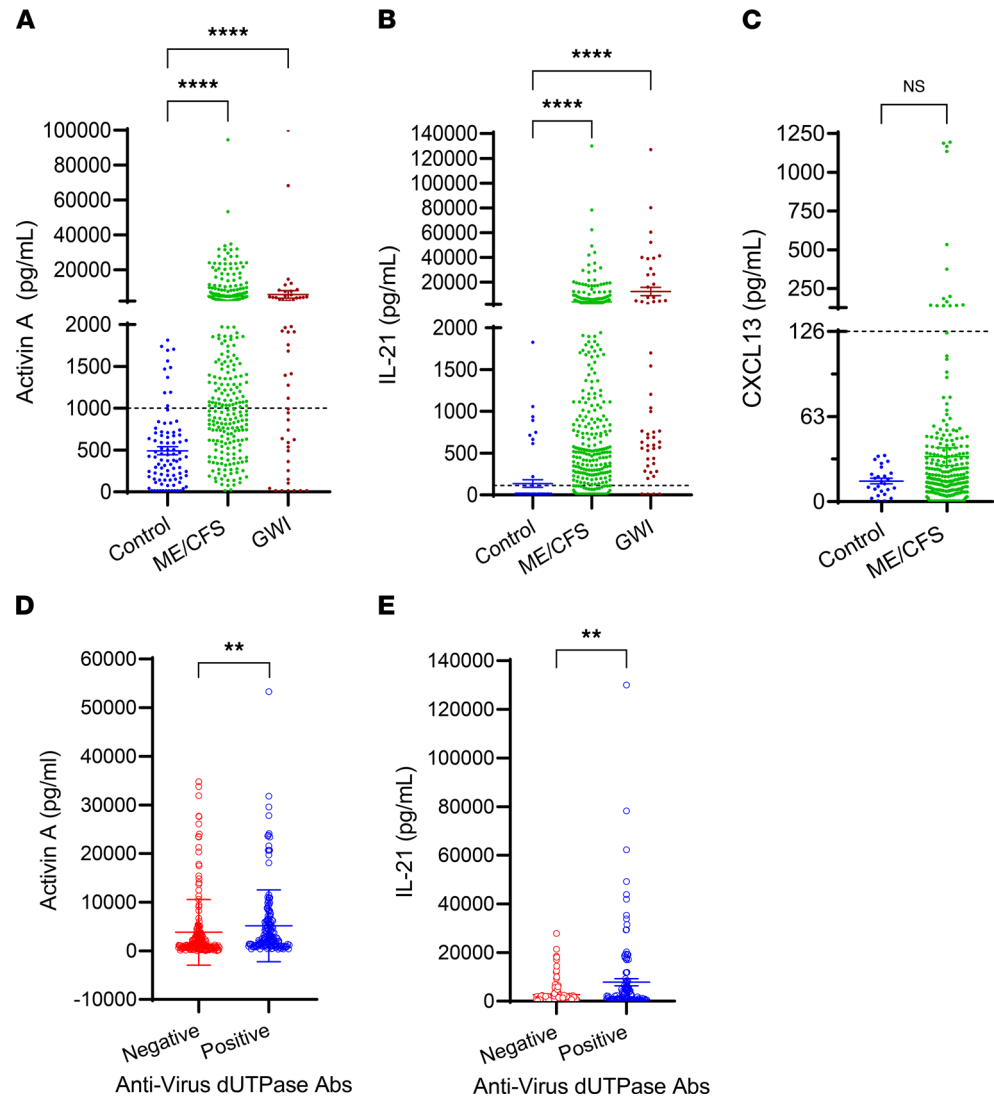 A
****
****
100000
80000
60000
40000
20000
2000
1500
1000
500
0
Activin A (pg/mL)
Control
ME/CFS
GWI
B
****
****
140000
120000
100000
80000
60000
40000
20000
2000
1500
1000
500
0
IL-21 (pg/mL)
Control
ME/CFS
GWI
C
NS
1250
1000
750
500
250
126
63
0
CXCL13 (pg/mL)
Control
ME/CFS
D
**
60000
50000
40000
30000
20000
10000
0
-10000
Activin A (pg/ml)
Negative
Positive
Anti-Virus dUTPase Abs
E
**
140000
120000
100000
80000
60000
40000
20000
0
IL-21 (pg/mL)
Negative
Positive
Anti-Virus dUTPase Abs